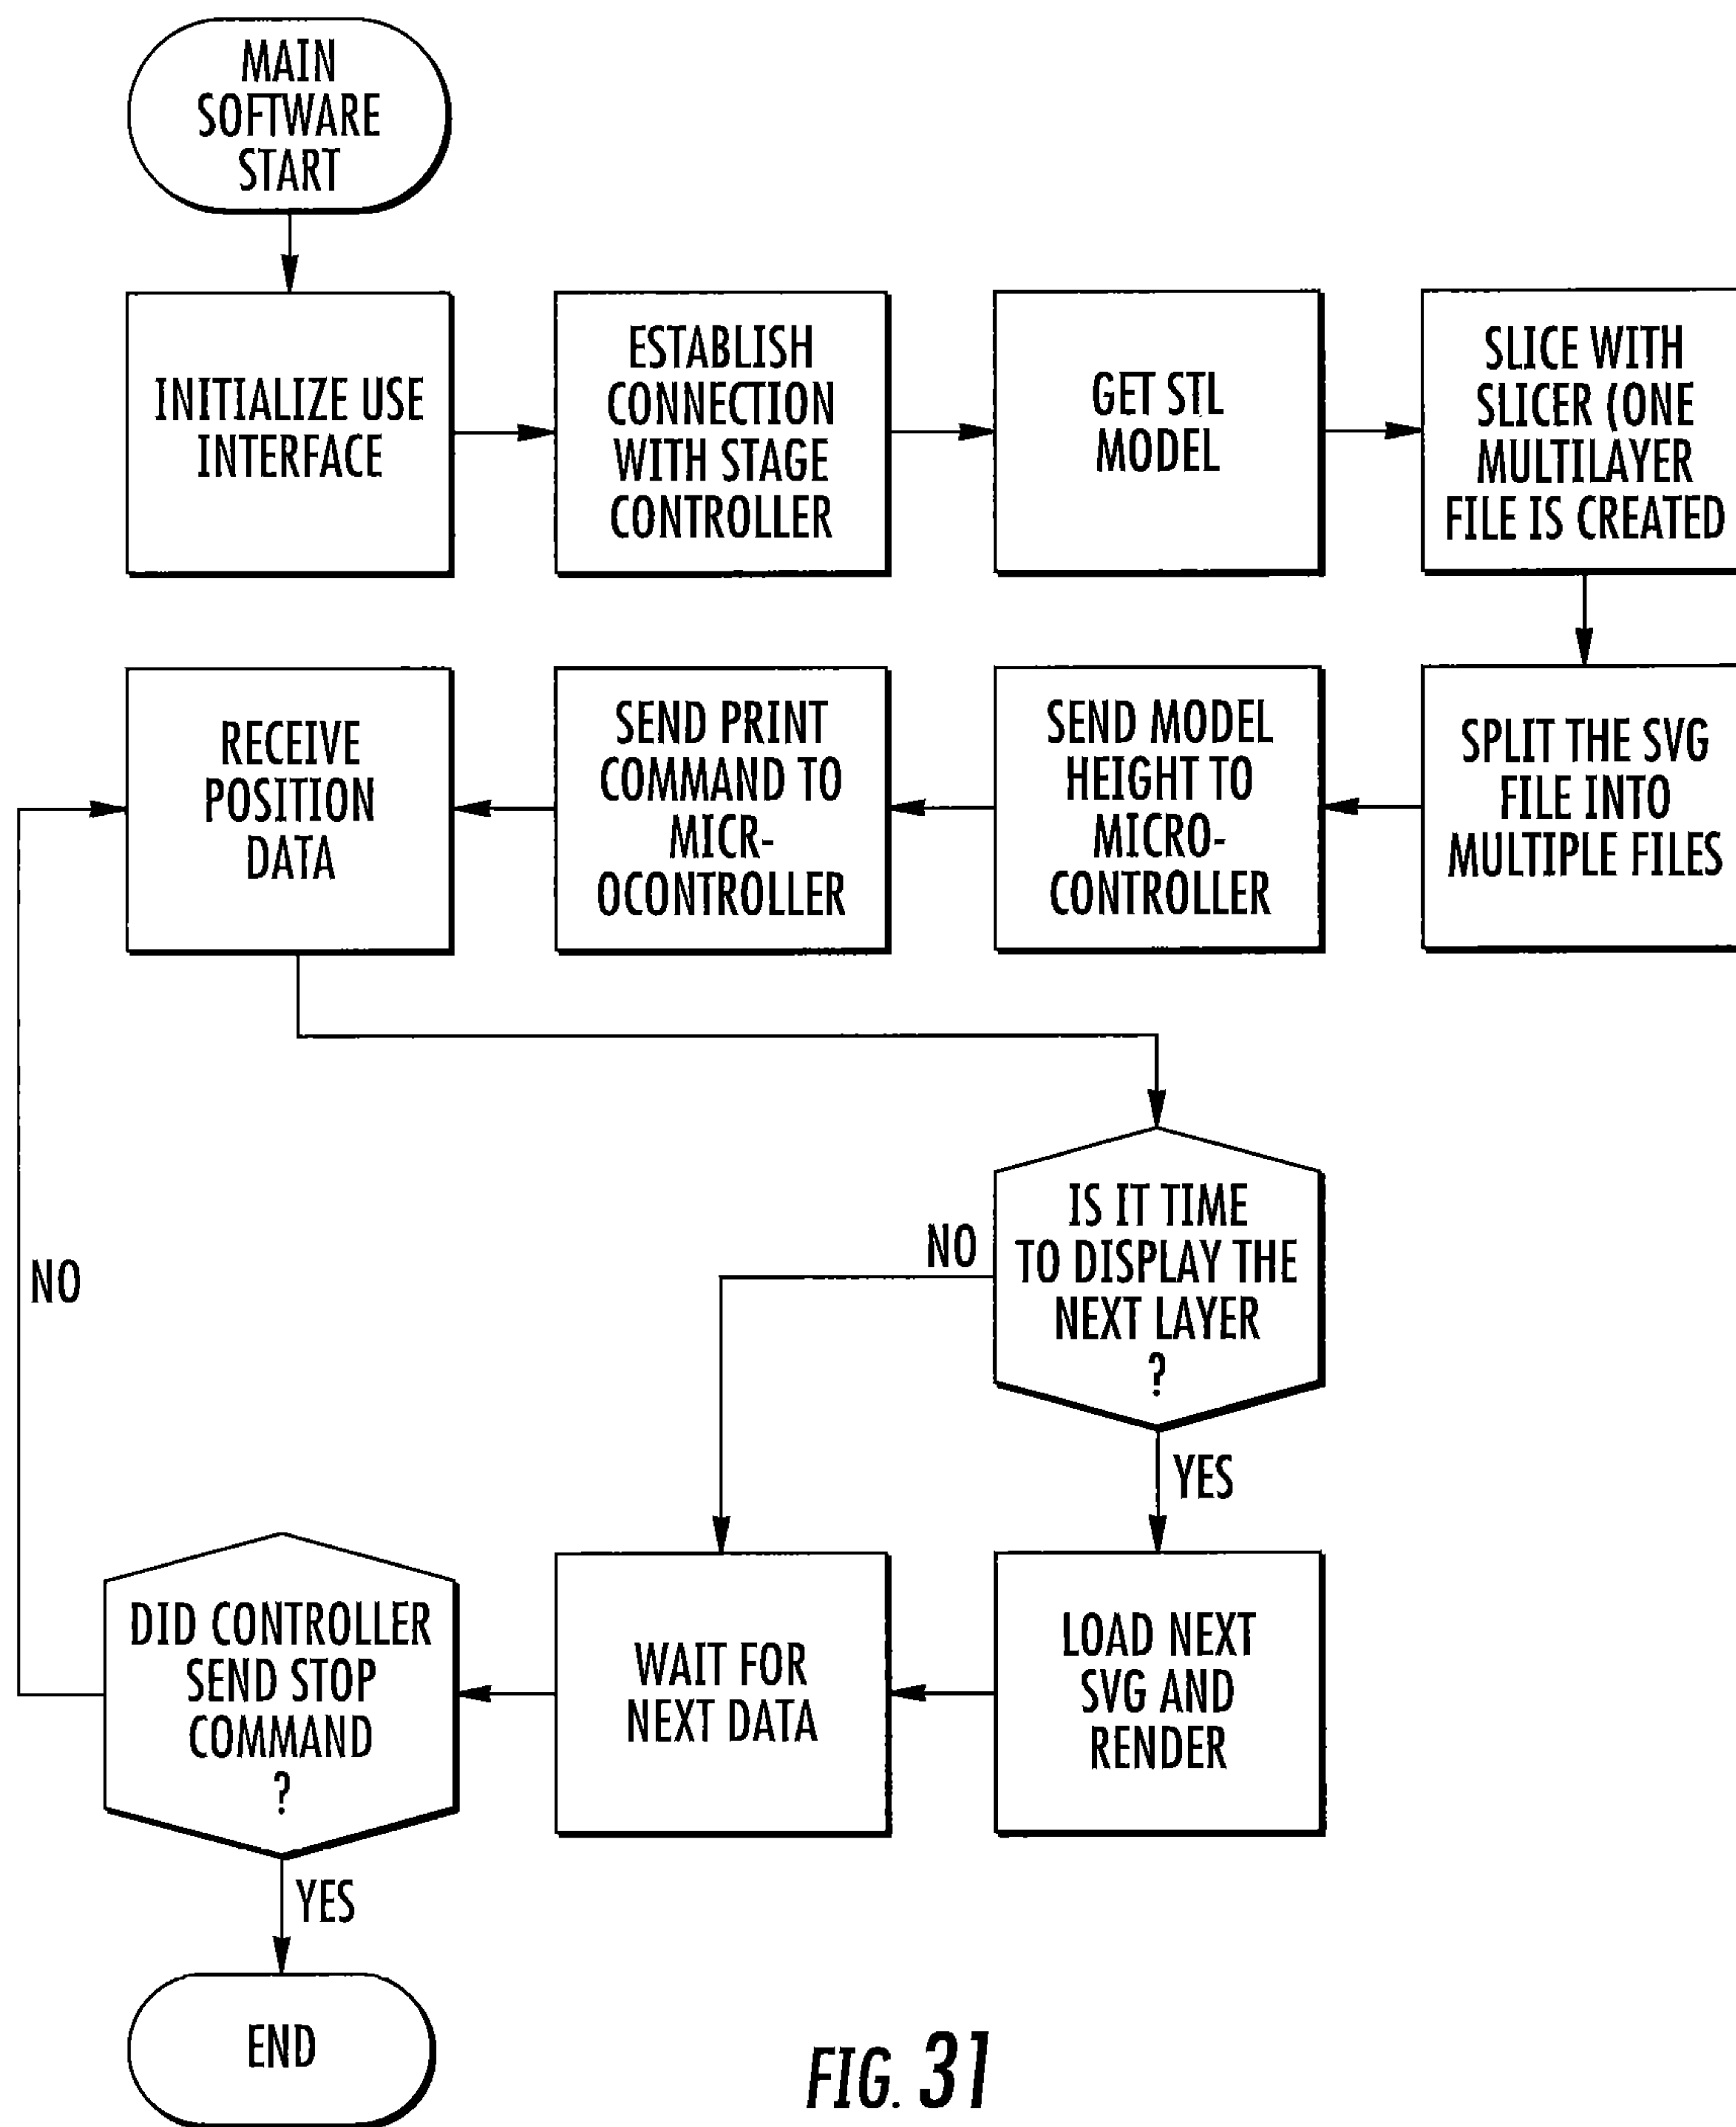 MAIN
SOFTWARE
START
INITIALIZE USE
INTERFACE
ESTABLISH
CONNECTION
WITH STAGE
CONTROLLER
GET STL
MODEL
SLICE WITH
SLICER (ONE
MULTILAYER
FILE IS CREATED
RECEIVE
POSITION
DATA
SEND PRINT
COMMAND TO
MICR-
OCONTROLLER
SEND MODEL
HEIGHT TO
MICRO-
CONTROLLER
SPLIT THE SVG
FILE INTO
MULTIPLE FILES
IS IT TIME
TO DISPLAY THE
NEXT LAYER
?
NO
NO
YES
DID CONTROLLER
SEND STOP
COMMAND
?
WAIT FOR
NEXT DATA
LOAD NEXT
SVG AND
RENDER
YES
END
FIG. 31